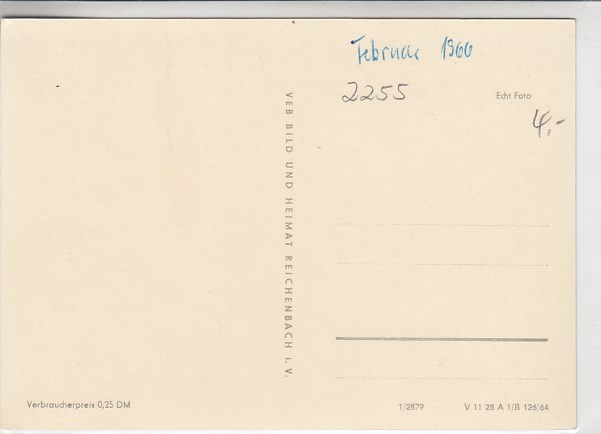 Februar 1966
2255
Echt Foto
4,-
VEB BILD UND HEIMAT REICHENBACH i. V.
Verbraucherpreis 0,25 DM
1/2879
V 11 28 A 1/B 126/64